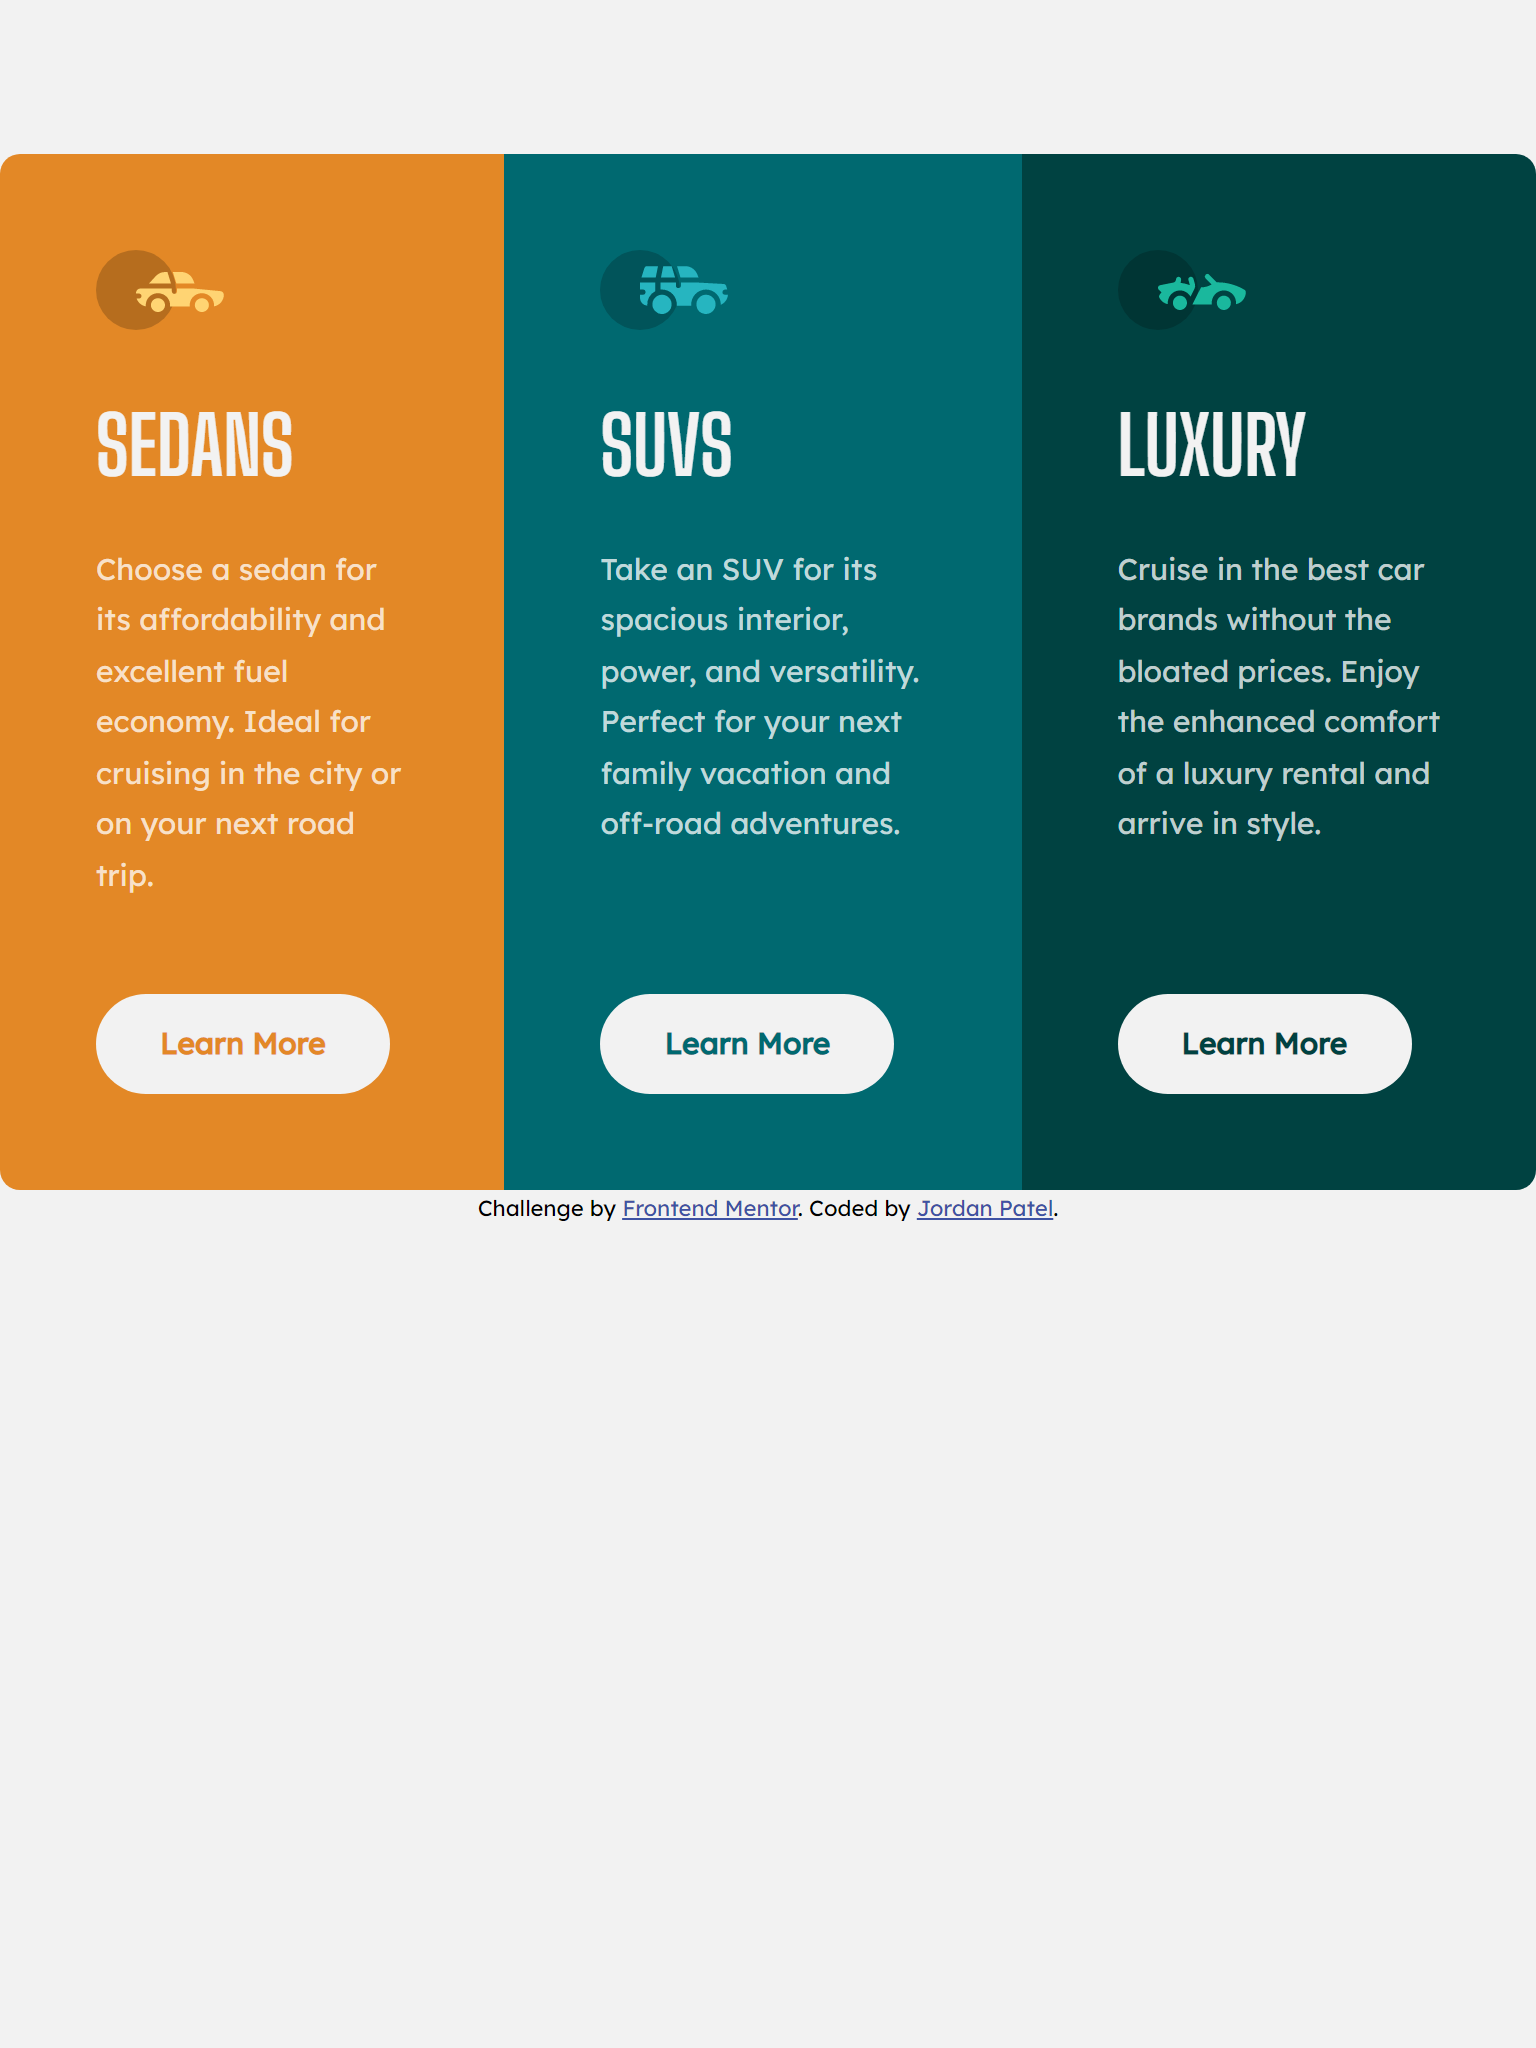 SEDANS
Choose a sedan for
its affordability and
excellent fuel
economy. Ideal for
cruising in the city or
on your next road
trip.
Learn More
SUVS
Take an SUV for its
spacious interior,
power, and versatility.
Perfect for your next
family vacation and
off-road adventures.
Learn More
LUXURY
Cruise in the best car
brands without the
bloated prices. Enjoy
the enhanced comfort
of a luxury rental and
arrive in style.
Learn More
Challenge by Frontend Mentor. Coded by Jordan Patel.